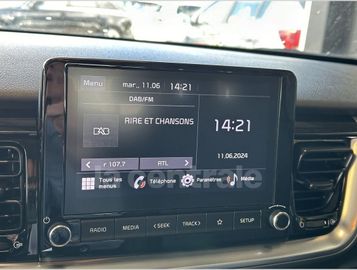 Menu mar., 11.06 14:21
DAB/FM
RIRE ET CHANSONS
14:21
11.06.2024
< r 107.7 RTL >
Tous les menus Téléphone Paramètres Média
RADIO MEDIA < SEEK TRACK > SETUP